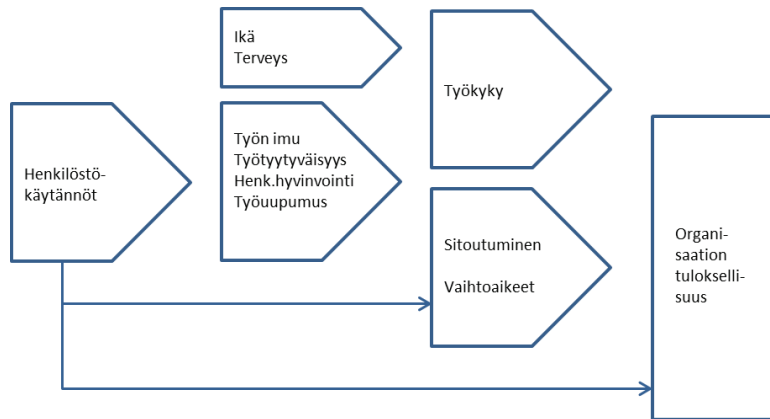 Ikä
Terveys
Työkyky
Henkilöstö-
käytännöt
Työn imu
Työtyytyväisyys
Henk.hyvinvointi
Työuupumus
Sitoutuminen
Vaihtoaikeet
Organi-
saation
tulokselli-
suus